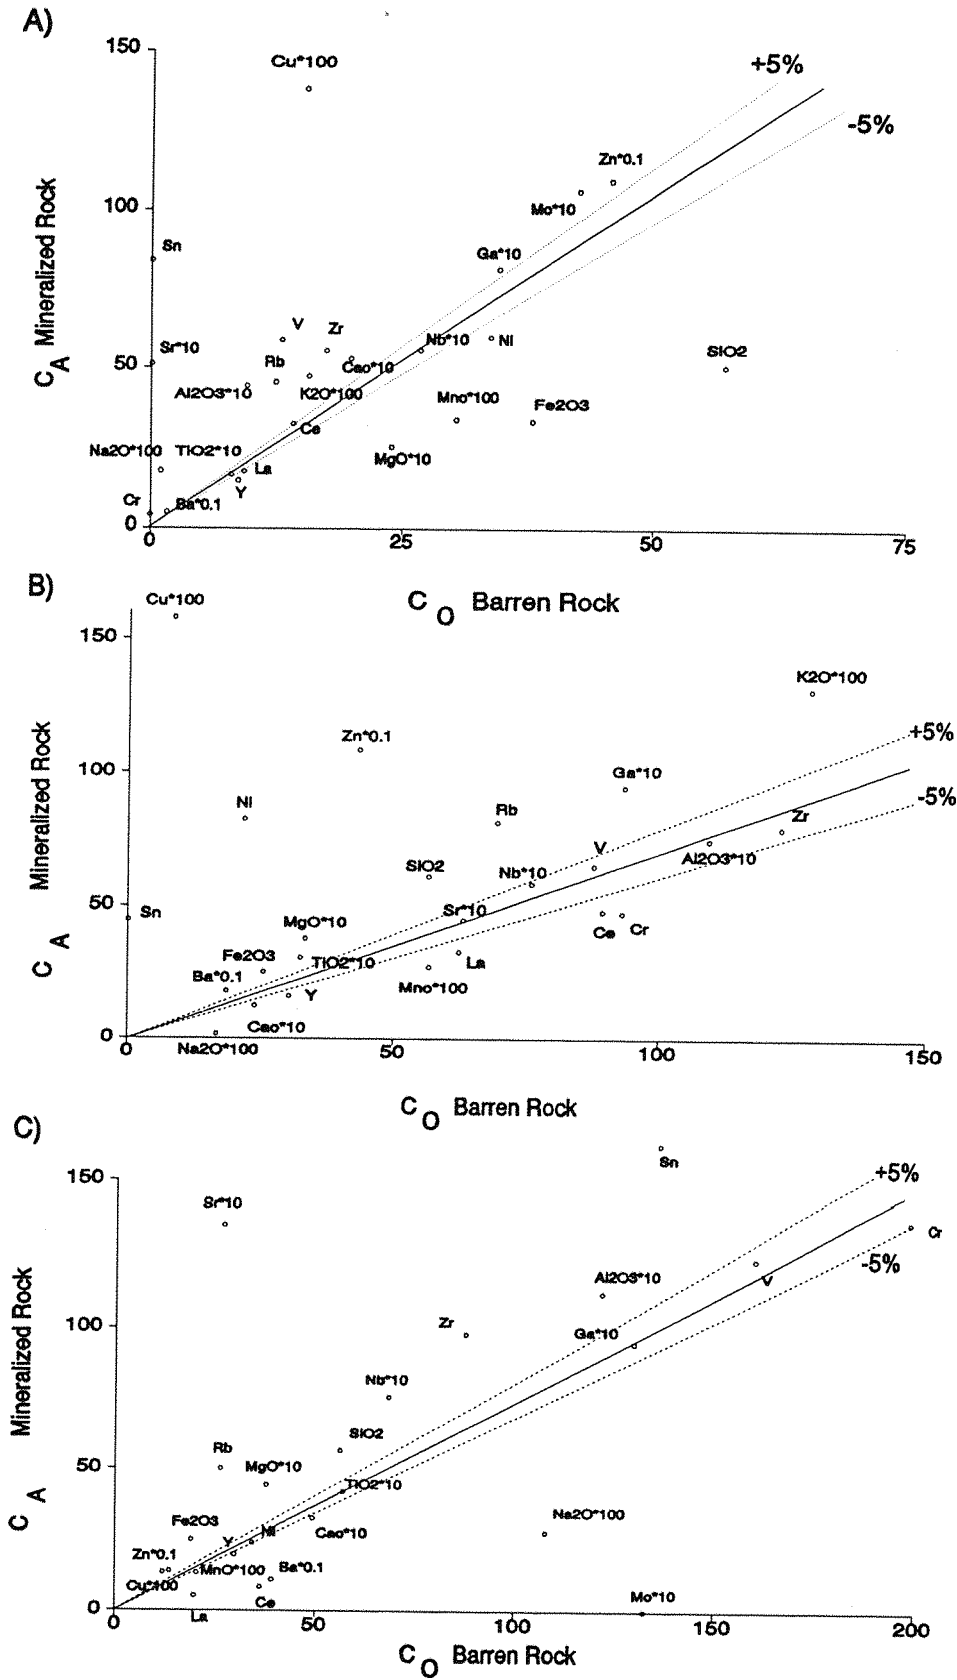 A)
150
Cu*100
+5%
-5%
Zn*0.1
100
Mo*10
Sn
Ga*10
V
Zr
Nb*10
NI
Sr*10
SIO2
50
Rb
Cao*10
Al2O3*10
K2O*100
Mno*100
Fe2O3
Ce
Na2O*100
TIO2*10
MgO*10
La
Y
Cr
Ba*0.1
0
0
25
50
75
C A Mineralized Rock
C O Barren Rock
B)
Cu*100
150
K2O*100
+5%
Zn*0.1
100
Ga*10
-5%
NI
Rb
Zr
V
Al2O3*10
SIO2
Nb*10
50
Sn
Sr*10
MgO*10
Ce
Cr
Fe2O3
TIO2*10
La
Ba*0.1
Mno*100
Y
Cao*10
0
Na2O*100
0
50
100
150
C A Mineralized Rock
C O Barren Rock
C)
150
Sn
+5%
Sr*10
Cr
-5%
Al2O3*10
V
100
Zr
Ga*10
Nb*10
SIO2
Rb
50
MgO*10
TIO2*10
Fe2O3
NI
Cao*10
Na2O*100
Y
Zn*0.1
MnO*100
Ba*0.1
Cu*100
Mo*10
0
La
Ce
0
50
100
150
200
C A Mineralized Rock
C O Barren Rock